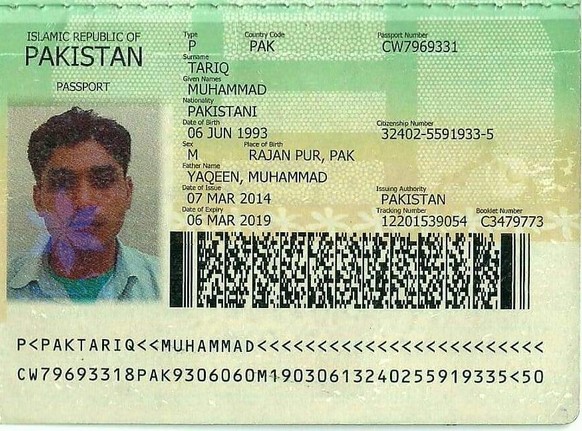 ISLAMIC REPUBLIC OF
PAKISTAN
PASSPORT
Type Country Code Passport Number
P PAK CW7969331
Surname
TARIQ
Given Names
MUHAMMAD
Nationality
PAKISTANI
Date of Birth Citizenship Number
06 JUN 1993 32402-5591933-5
Sex Place of Birth
M RAJAN PUR, PAK
Father Name
YAQEEN, MUHAMMAD
Date of Issue Issuing Authority
07 MAR 2014 PAKISTAN
Date of Expiry Tracking Number Booklet Number
06 MAR 2019 12201539054 C3479773
P<PAKTARIQ<<MUHAMMAD<<<<<<<<<<<<<<<<<<<<<<<<
CW79693318PAK9306060M19030613240255919335<50